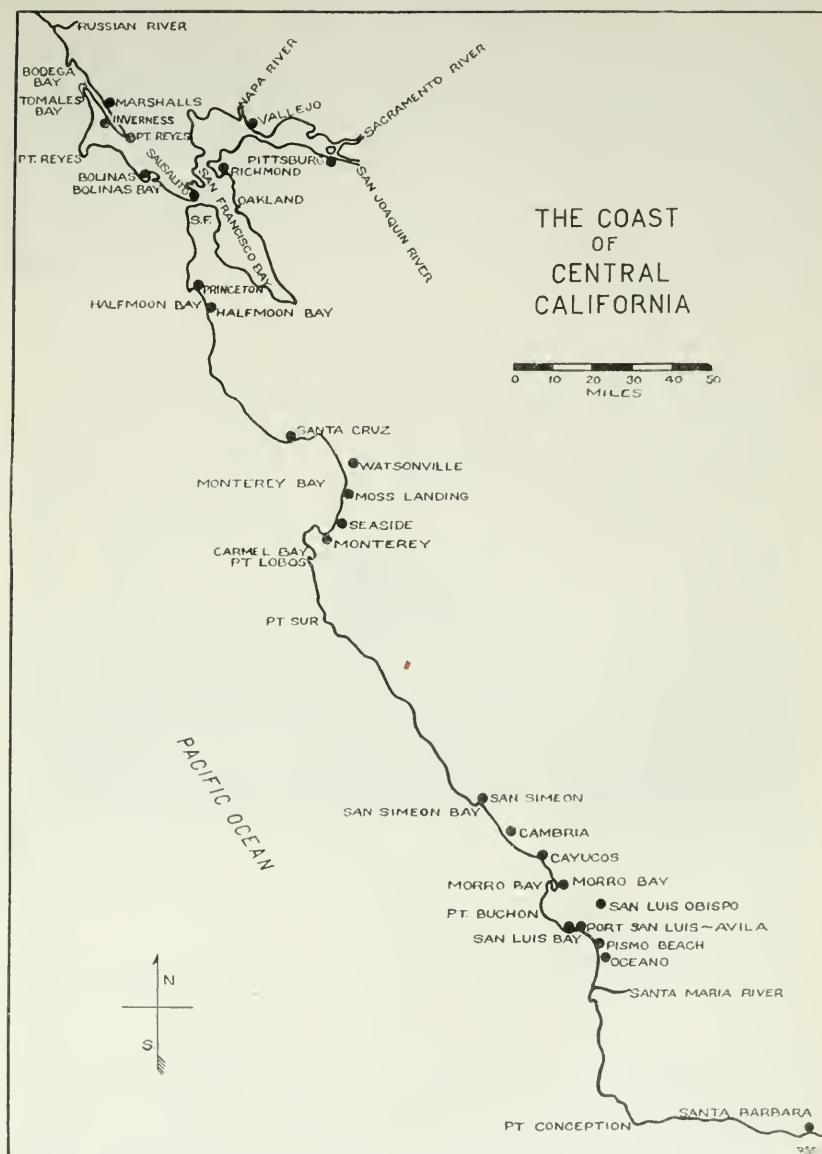 RUSSIAN RIVER
BODEGA
BAY
TOMALES
BAY
MARSHALLS
INVERNESS
PT. REYES
PT. REYES
BOLINAS
BOLINAS BAY
SAUSALITO
NAPA RIVER
VALLEJO
SACRAMENTO RIVER
PITTSBURG
RICHMOND
SAN JOAQUIN RIVER
OAKLAND
SAN FRANCISCO BAY
S.F.
THE COAST
OF
CENTRAL
CALIFORNIA
0 10 20 30 40 50
MILES
PRINCETON
HALFMOON BAY
HALFMOON BAY
SANTA CRUZ
WATSONVILLE
MONTEREY BAY
MOSS LANDING
SEASIDE
MONTEREY
CARMEL BAY
PT LOBOS
PT SUR
PACIFIC OCEAN
SAN SIMEON
SAN SIMEON BAY
CAMBRIA
CAYUCOS
MORRO BAY
MORRO BAY
SAN LUIS OBISPO
PT. BUCHON
PORT SAN LUIS~AVILA
SAN LUIS BAY
PISMO BEACH
OCEANO
SANTA MARIA RIVER
N
S
SANTA BARBARA
PT CONCEPTION